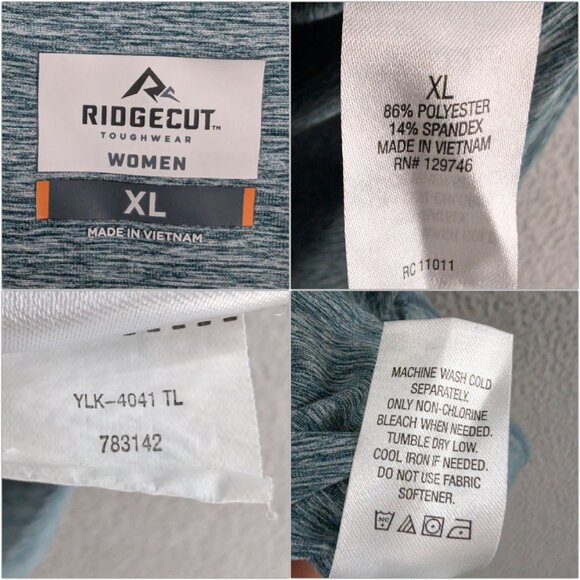 RIDGECUT™
TOUGHWEAR
WOMEN
XL
MADE IN VIETNAM
XL
86% POLYESTER
14% SPANDEX
MADE IN VIETNAM
RN# 129746
RC 11011
YLK-4041 TL
783142
MACHINE WASH COLD
SEPARATELY.
ONLY NON-CHLORINE
BLEACH WHEN NEEDED.
TUMBLE DRY LOW.
COOL IRON IF NEEDED.
DO NOT USE FABRIC
SOFTENER.